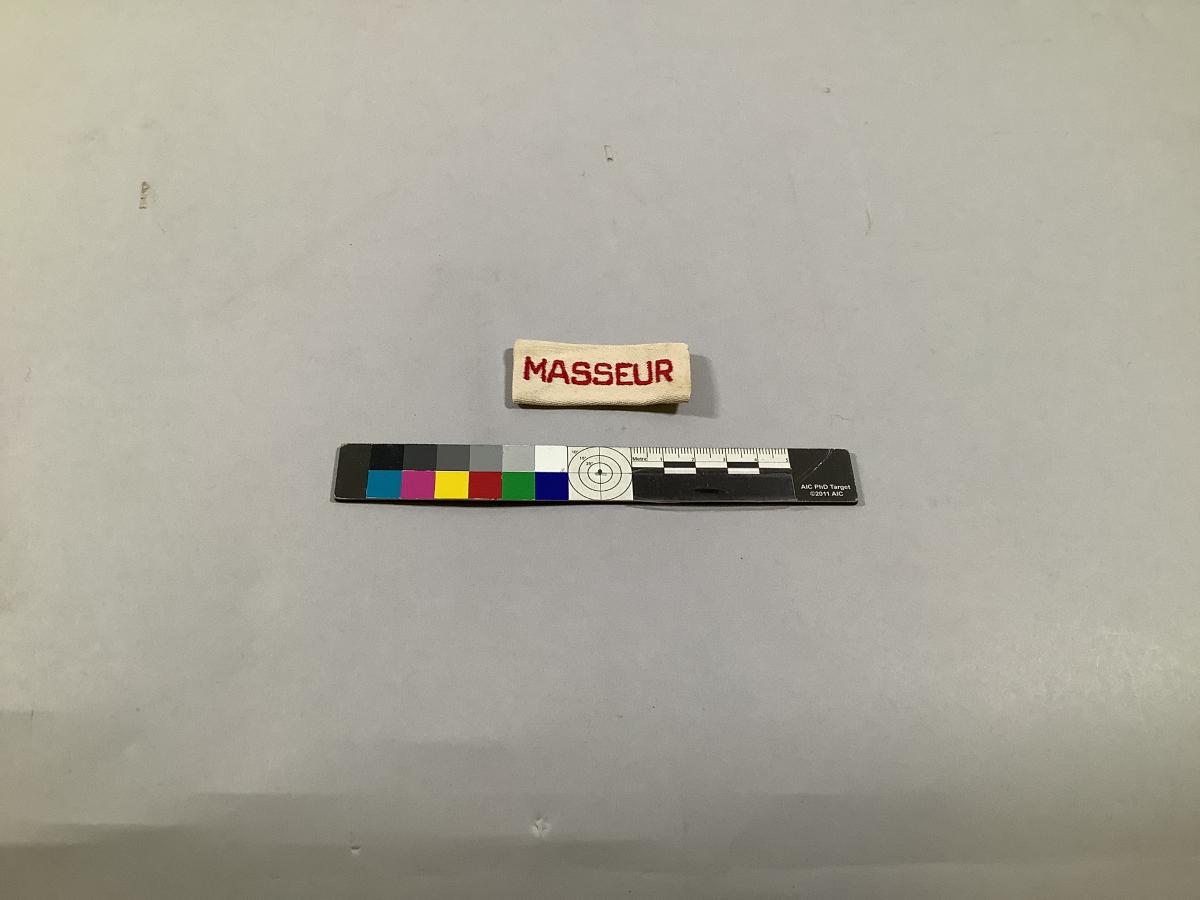 MASSEUR
Metric 1 2 3 4 5
AIC PhD Target
©2011 AIC